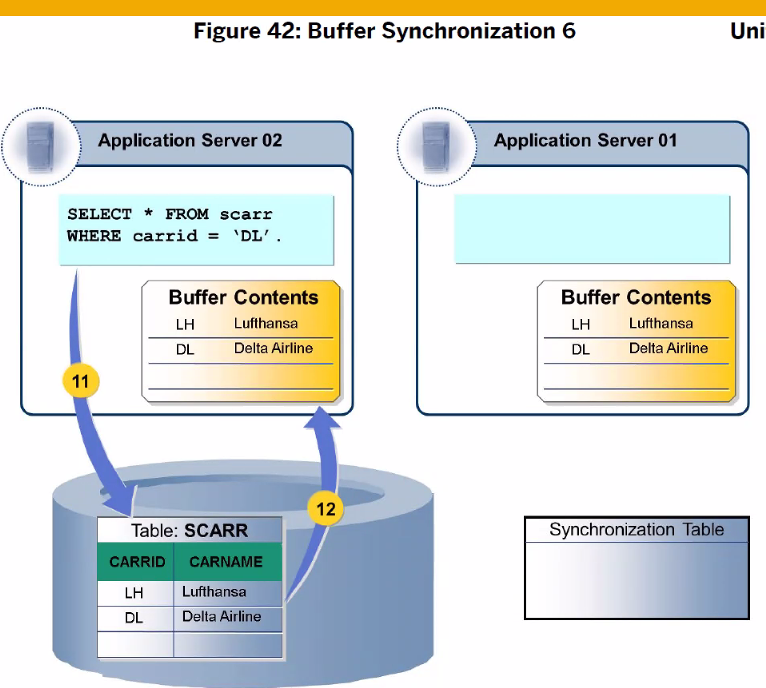 Figure 42: Buffer Synchronization 6
Uni
Application Server 02
SELECT * FROM scarr
WHERE carrid = ‘DL’.
Buffer Contents
LH Lufthansa
DL Delta Airline
11
12
Table: SCARR
CARRID CARNAME
LH Lufthansa
DL Delta Airline
Application Server 01
Buffer Contents
LH Lufthansa
DL Delta Airline
Synchronization Table